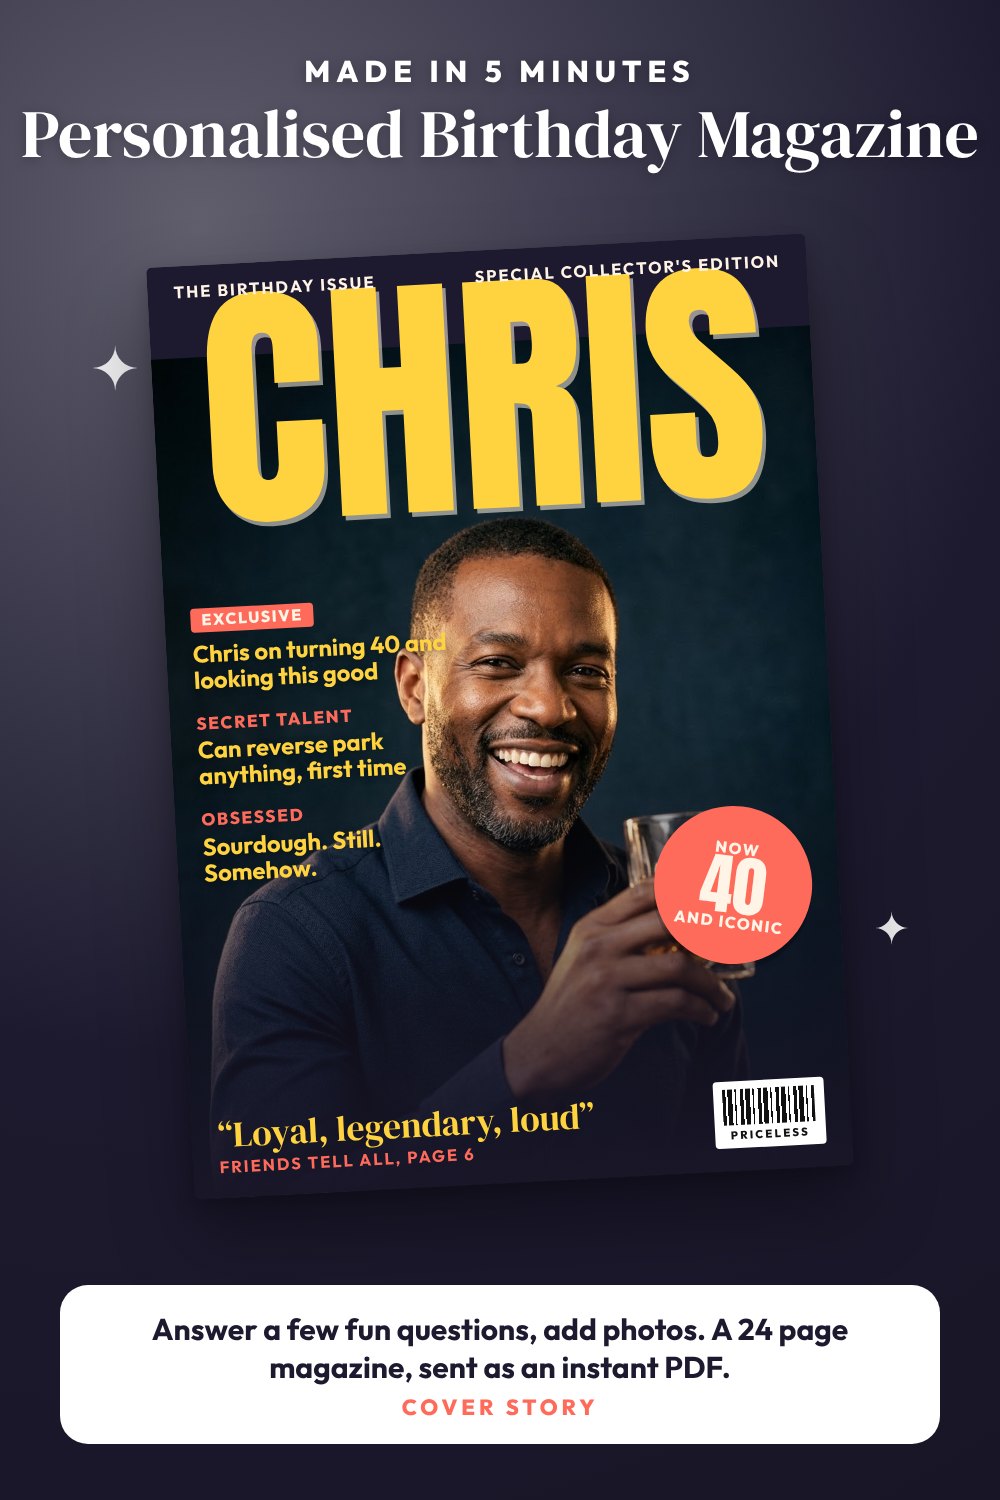 MADE IN 5 MINUTES
Personalised Birthday Magazine
THE BIRTHDAY ISSUE
SPECIAL COLLECTOR'S EDITION
CHRIS
EXCLUSIVE
Chris on turning 40 and
looking this good
SECRET TALENT
Can reverse park
anything, first time
OBSESSED
Sourdough. Still.
Somehow.
NOW
40
AND ICONIC
“Loyal, legendary, loud”
FRIENDS TELL ALL, PAGE 6
PRICELESS
Answer a few fun questions, add photos. A 24 page
magazine, sent as an instant PDF.
COVER STORY